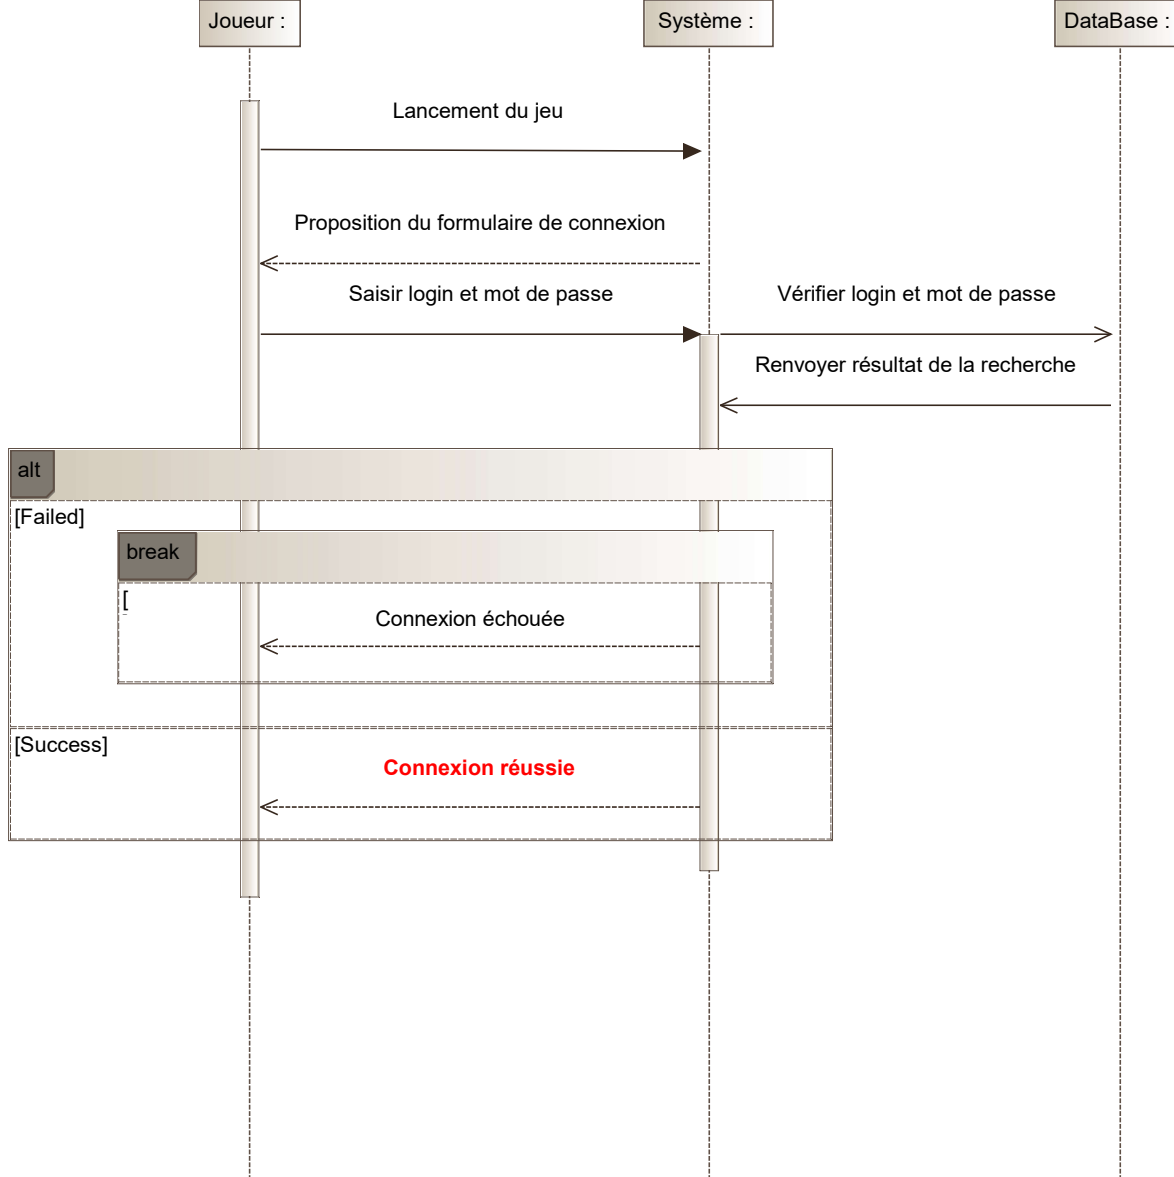 Joueur :
Système :
DataBase :
Lancement du jeu
Proposition du formulaire de connexion
Saisir login et mot de passe
Vérifier login et mot de passe
Renvoyer résultat de la recherche
alt
[Failed]
break
[
Connexion échouée
[Success]
Connexion réussie